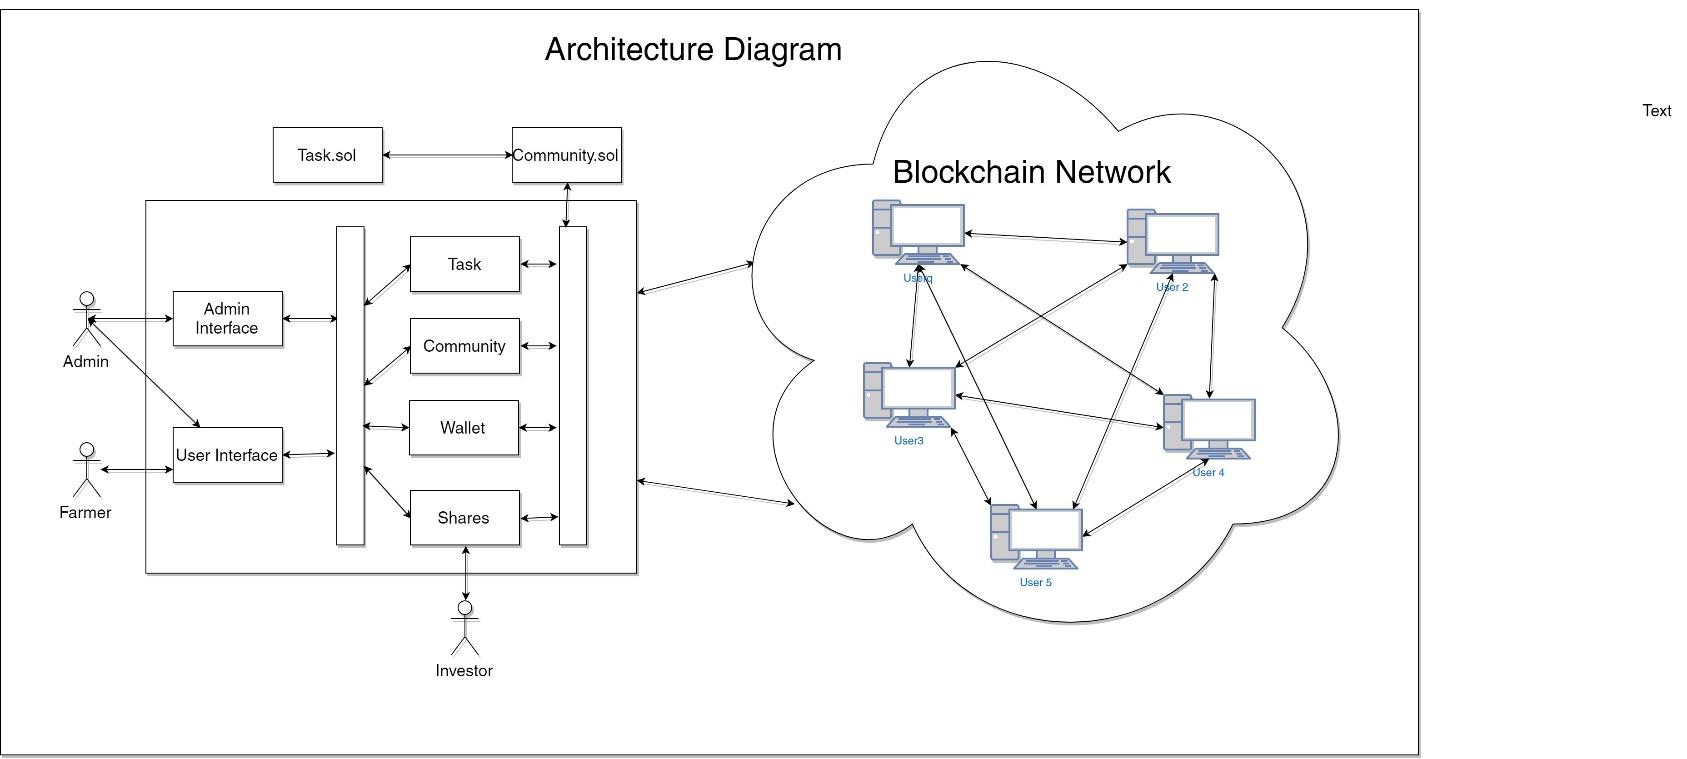 Architecture Diagram
Text
Task.sol
Community.sol
Blockchain Network
Task
Userq
User 2
Admin
Interface
Admin
Community
Wallet
User Interface
User3
User 4
Farmer
Shares
User 5
Investor